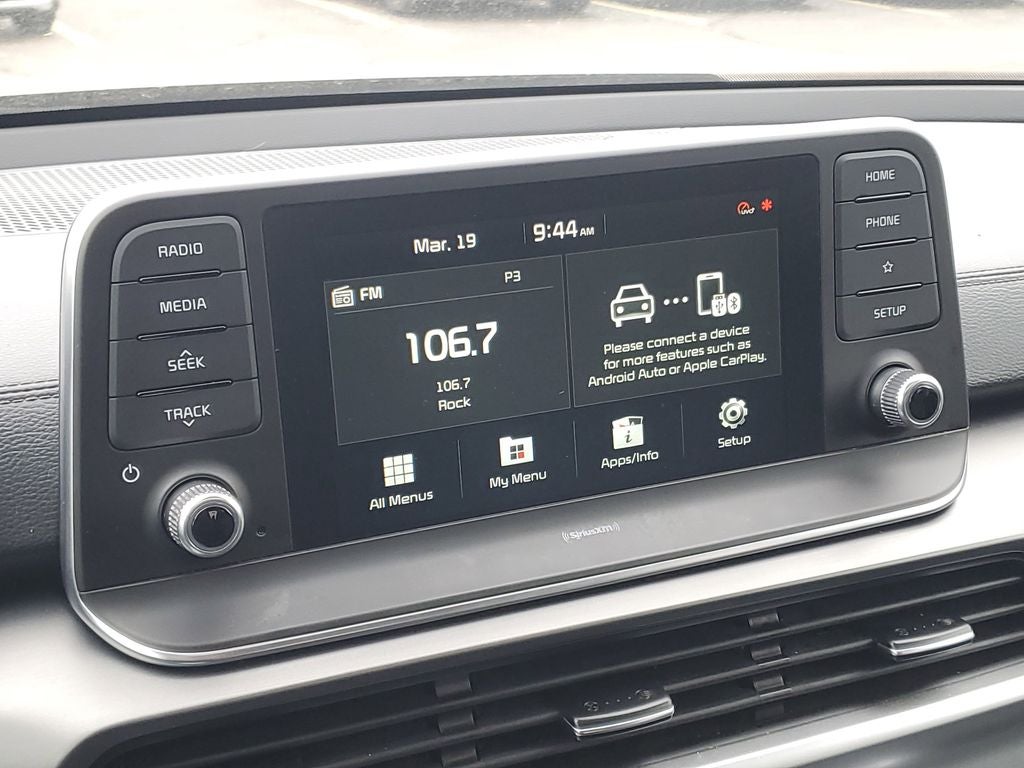 RADIO
MEDIA
SEEK
TRACK
Mar. 19
9:44 AM
UVO
FM
P3
106.7
106.7
Rock
Please connect a device
for more features such as
Android Auto or Apple CarPlay.
All Menus
My Menu
Apps/Info
Setup
HOME
PHONE
SETUP
SiriusXM